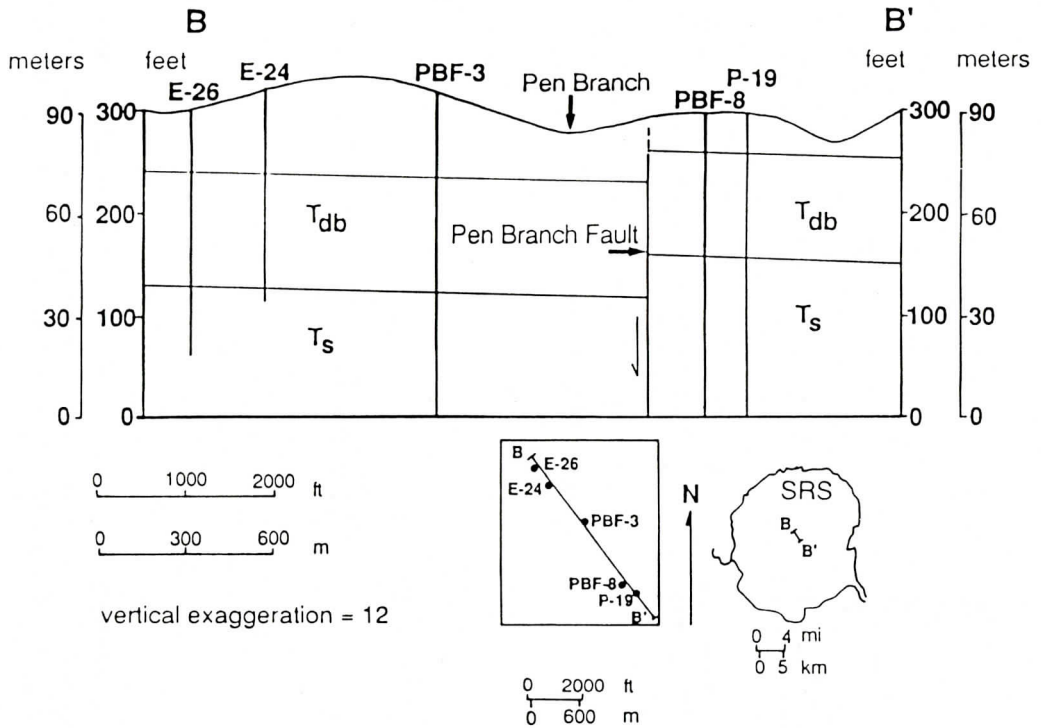 B B'
meters feet feet meters
E-26 E-24 PBF-3 Pen Branch PBF-8 P-19
90 300 300 90
60 200 200 60
30 100 100 30
0 0 0 0
Tdb Tdb
Pen Branch Fault
Ts Ts
0 1000 2000 ft
0 300 600 m
vertical exaggeration = 12
B
E-26
E-24
PBF-3
PBF-8
P-19
B'
0 2000 ft
0 600 m
N
SRS
B
B'
0 4 mi
0 5 km